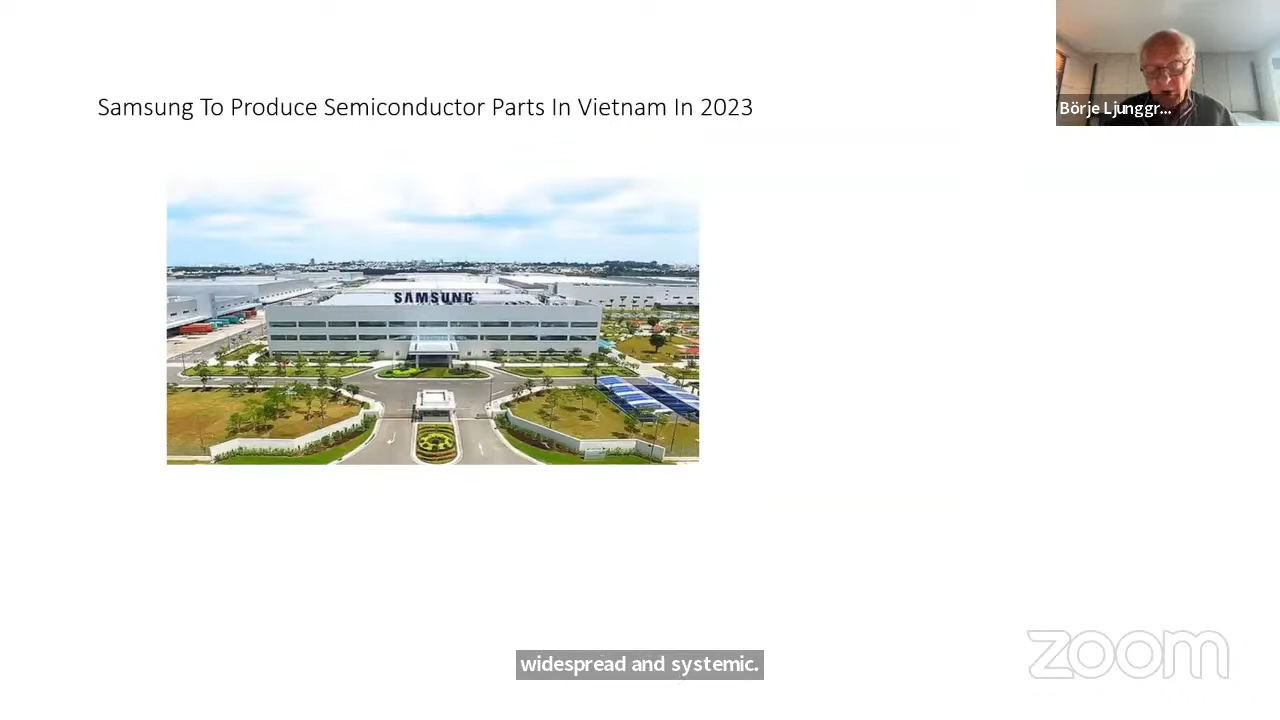 Samsung To Produce Semiconductor Parts In Vietnam In 2023
Börje Ljunggr...
SAMSUNG
widespread and systemic.
zoom